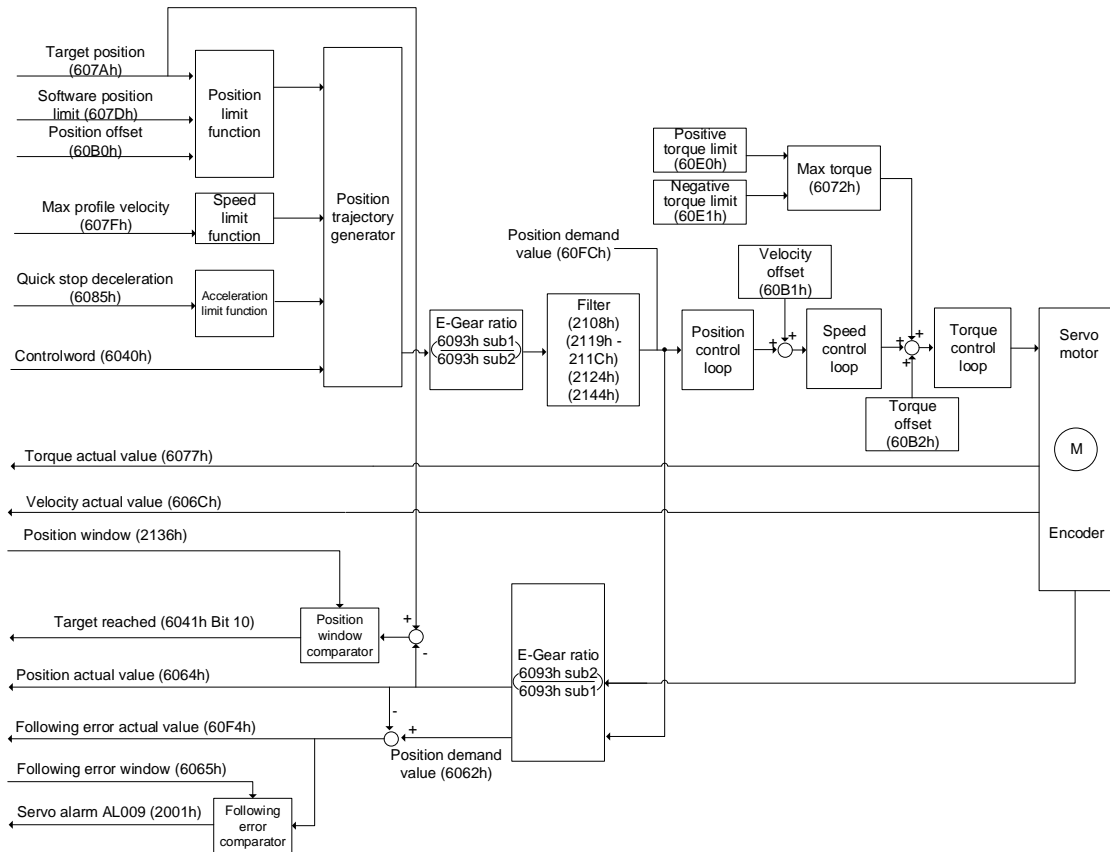 Target position
(607Ah)
Software position
limit (607Dh)
Position offset
(60B0h)
Position
limit
function
Max profile velocity
(607Fh)
Speed
limit
function
Quick stop deceleration
(6085h)
Acceleration
limit function
Controlword (6040h)
Position
trajectory
generator
E-Gear ratio
6093h sub1
6093h sub2
Filter
(2108h)
(2119h -
211Ch)
(2124h)
(2144h)
Position demand
value (60FCh)
Position
control
loop
Velocity
offset
(60B1h)
+
+
Speed
control
loop
Positive
torque limit
(60E0h)
Negative
torque limit
(60E1h)
Max torque
(6072h)
+
+
+
Torque
offset
(60B2h)
Torque
control
loop
Servo
motor
M
Encoder
Torque actual value (6077h)
Velocity actual value (606Ch)
Position window (2136h)
Target reached (6041h Bit 10)
Position
window
comparator
+
-
Position actual value (6064h)
E-Gear ratio
6093h sub2
6093h sub1
-
+
Following error actual value (60F4h)
Position demand
value (6062h)
Following error window (6065h)
Servo alarm AL009 (2001h)
Following
error
comparator